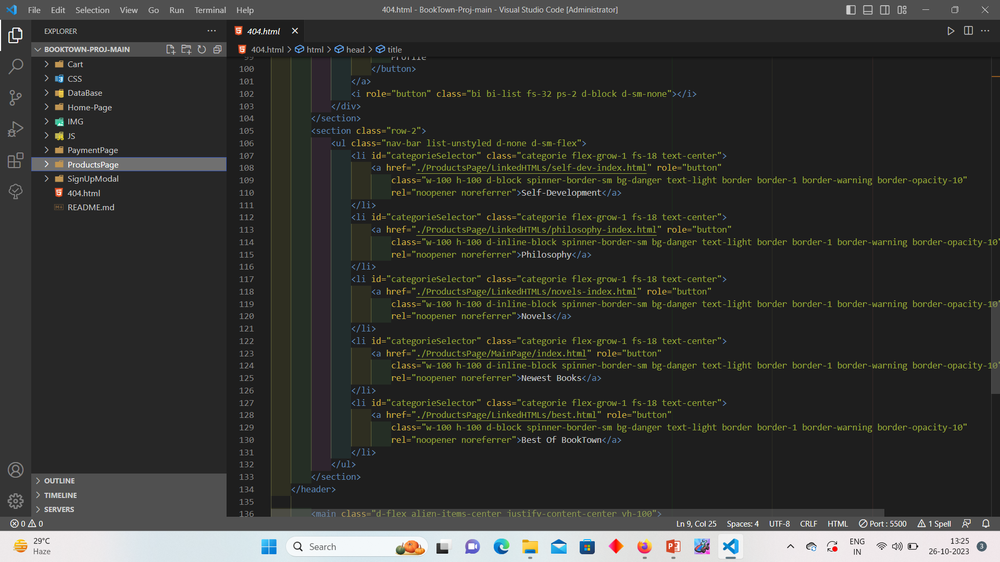 File Edit Selection View Go Run Terminal Help
404.html - BookTown-Proj-main - Visual Studio Code [Administrator]
EXPLORER
BOOKTOWN-PROJ-MAIN
Cart
CSS
DataBase
Home-Page
IMG
JS
PaymentPage
ProductsPage
SignUpModal
404.html
README.md
OUTLINE
TIMELINE
SERVERS
404.html
404.html > html > head > title
99 Profile
100 </button>
101 </a>
102 <i role="button" class="bi bi-list fs-32 ps-2 d-block d-sm-none"></i>
103 </div>
104 </section>
105 <section class="row-2">
106 <ul class="nav-bar list-unstyled d-none d-sm-flex">
107 <li id="categorieSelector" class="categorie flex-grow-1 fs-18 text-center">
108 <a href="./ProductsPage/LinkedHTMLs/self-dev-index.html" role="button"
109 class="w-100 h-100 d-block spinner-border-sm bg-danger text-light border border-1 border-warning border-opacity-10"
110 rel="noopener noreferrer">Self-Development</a>
111 </li>
112 <li id="categorieSelector" class="categorie flex-grow-1 fs-18 text-center">
113 <a href="./ProductsPage/LinkedHTMLs/philosophy-index.html" role="button"
114 class="w-100 h-100 d-inline-block spinner-border-sm bg-danger text-light border border-1 border-warning border-opacity-10"
115 rel="noopener noreferrer">Philosophy</a>
116 </li>
117 <li id="categorieSelector" class="categorie flex-grow-1 fs-18 text-center">
118 <a href="./ProductsPage/LinkedHTMLs/novels-index.html" role="button"
119 class="w-100 h-100 d-inline-block spinner-border-sm bg-danger text-light border border-1 border-warning border-opacity-10"
120 rel="noopener noreferrer">Novels</a>
121 </li>
122 <li id="categorieSelector" class="categorie flex-grow-1 fs-18 text-center">
123 <a href="./ProductsPage/MainPage/index.html" role="button"
124 class="w-100 h-100 d-inline-block spinner-border-sm bg-danger text-light border border-1 border-warning border-opacity-10"
125 rel="noopener noreferrer">Newest Books</a>
126 </li>
127 <li id="categorieSelector" class="categorie flex-grow-1 fs-18 text-center">
128 <a href="./ProductsPage/LinkedHTMLs/best.html" role="button"
129 class="w-100 h-100 d-block spinner-border-sm bg-danger text-light border border-1 border-warning border-opacity-10"
130 rel="noopener noreferrer">Best Of BookTown</a>
131 </li>
132 </ul>
133 </section>
134 </header>
135
136 <main class="d-flex align-items-center justify-content-center vh-100">
0 0
Ln 9, Col 25 Spaces: 4 UTF-8 CRLF HTML Port : 5500 1 Spell
29°C
Haze
Search
ENG
IN
13:25
26-10-2023
3